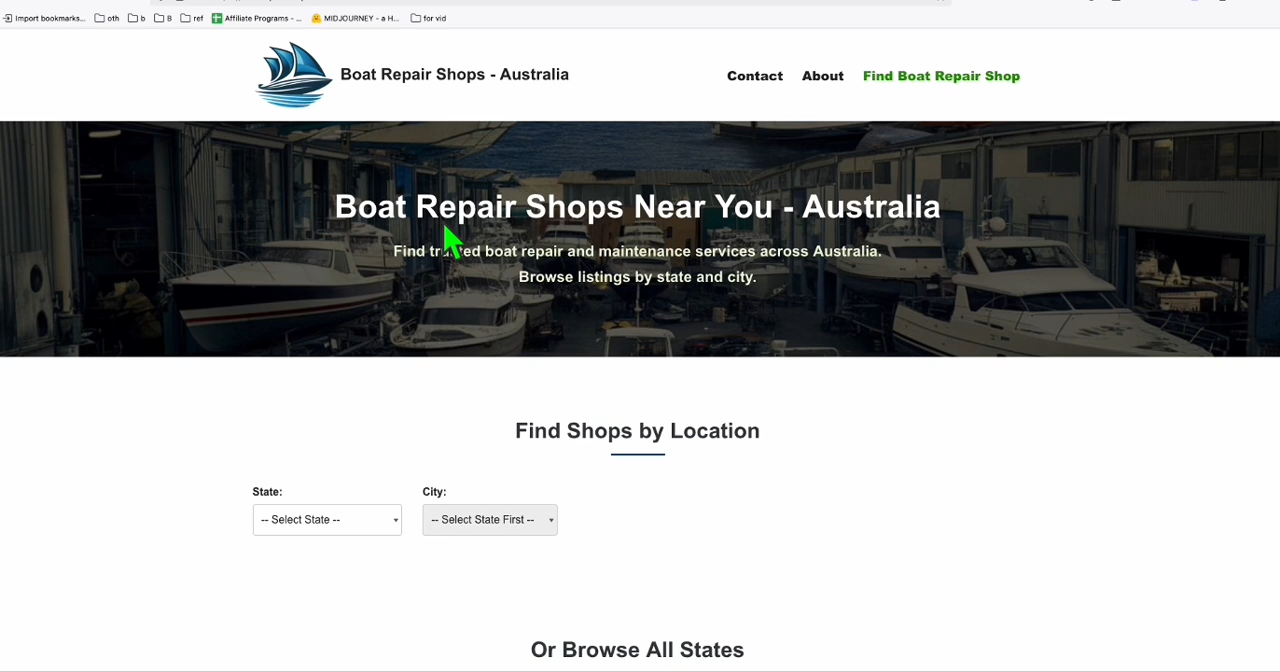 Import bookmarks...
oth
b
B
ref
Affiliate Programs - ...
MIDJOURNEY - a H...
for vid
Boat Repair Shops - Australia
Contact
About
Find Boat Repair Shop
Boat Repair Shops Near You - Australia
Find trusted boat repair and maintenance services across Australia.
Browse listings by state and city.
Find Shops by Location
State:
City:
-- Select State --
-- Select State First --
Or Browse All States